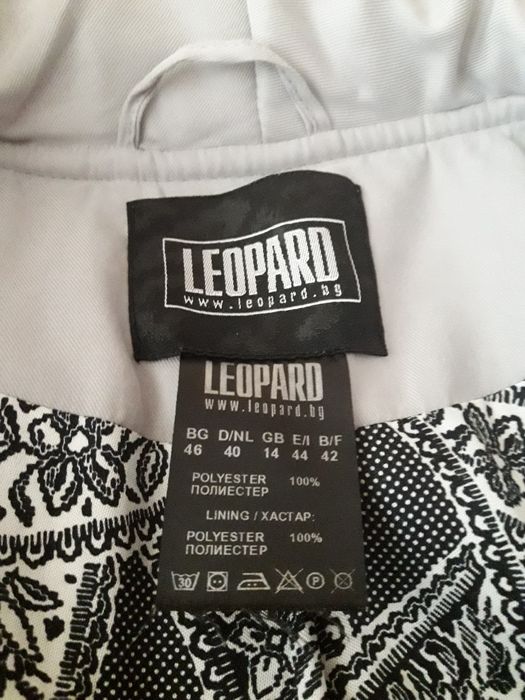 LEOPARD
www.leopard.bg
LEOPARD
www.leopard.bg
BG D/NL GB E/I B/F
46 40 14 44 42
POLYESTER 100%
ПОЛИЕСТЕР
LINING / ХАСТАР:
POLYESTER 100%
ПОЛИЕСТЕР
30 P